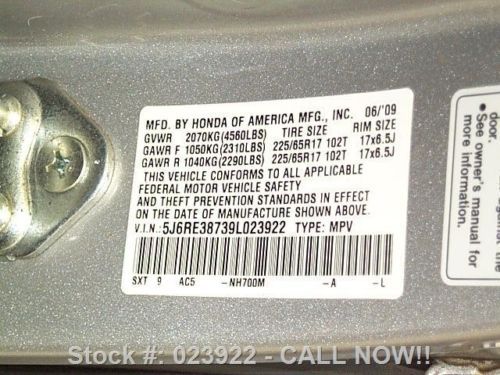 MFD. BY HONDA OF AMERICA MFG., INC. 06/'09
GVWR 2070KG(4560LBS) TIRE SIZE RIM SIZE
GAWR F 1050KG(2310LBS) 225/65R17 102T 17x6.5J
GAWR R 1040KG(2290LBS) 225/65R17 102T 17x6.5J
THIS VEHICLE CONFORMS TO ALL APPLICABLE
FEDERAL MOTOR VEHICLE SAFETY
AND THEFT PREVENTION STANDARDS IN EFFECT
ON THE DATE OF MANUFACTURE SHOWN ABOVE.
V.I.N.: 5J6RE38739L023922 TYPE: MPV
SXT 9 AC5 -NH700M -A -L
door.
• See owner's
manual for
more
information.
Stock #: 023922 - CALL NOW!!